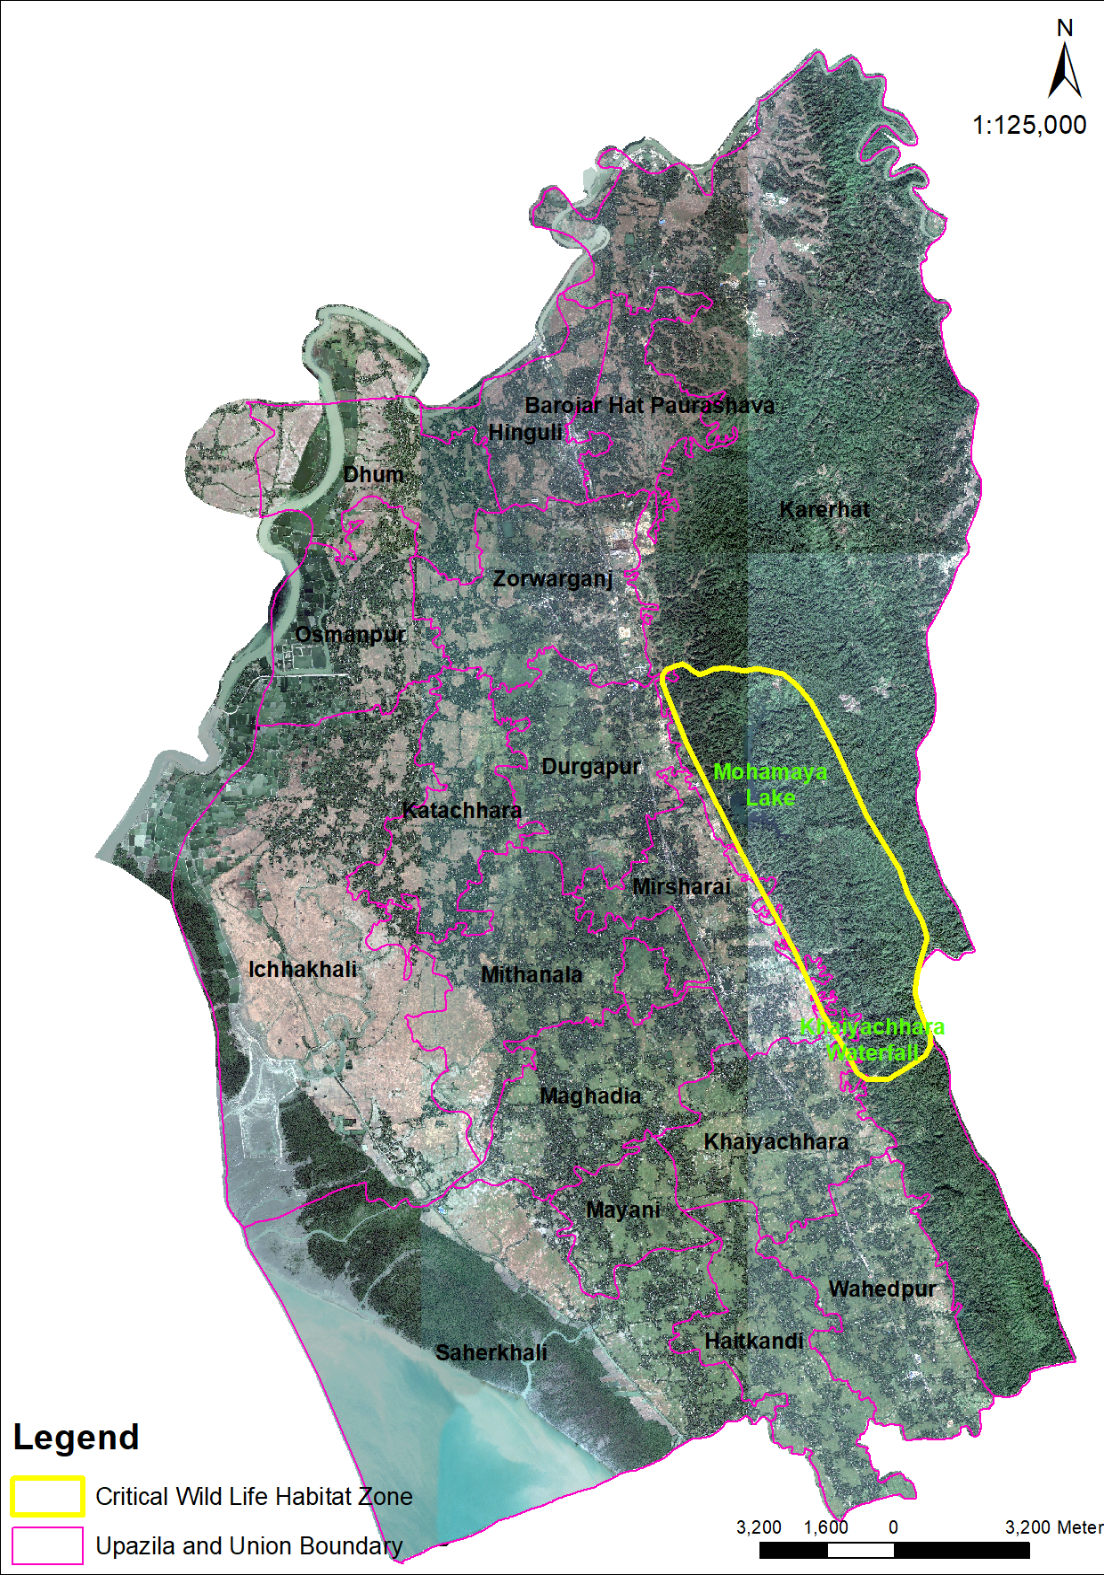 N
1:125,000
Barojar Hat Paurashava
Hinguli
Dhum
Karerhat
Zorwarganj
Osmanpur
Durgapur
Mohamaya
Lake
Katachhara
Mirsharai
Ichhakhali
Mithanala
Khaiyachhara
Waterfall
Maghadia
Khaiyachhara
Mayani
Wahedpur
Haitkandi
Saherkhali
Legend
Critical Wild Life Habitat Zone
Upazila and Union Boundary
3,200 1,600 0 3,200 Meter